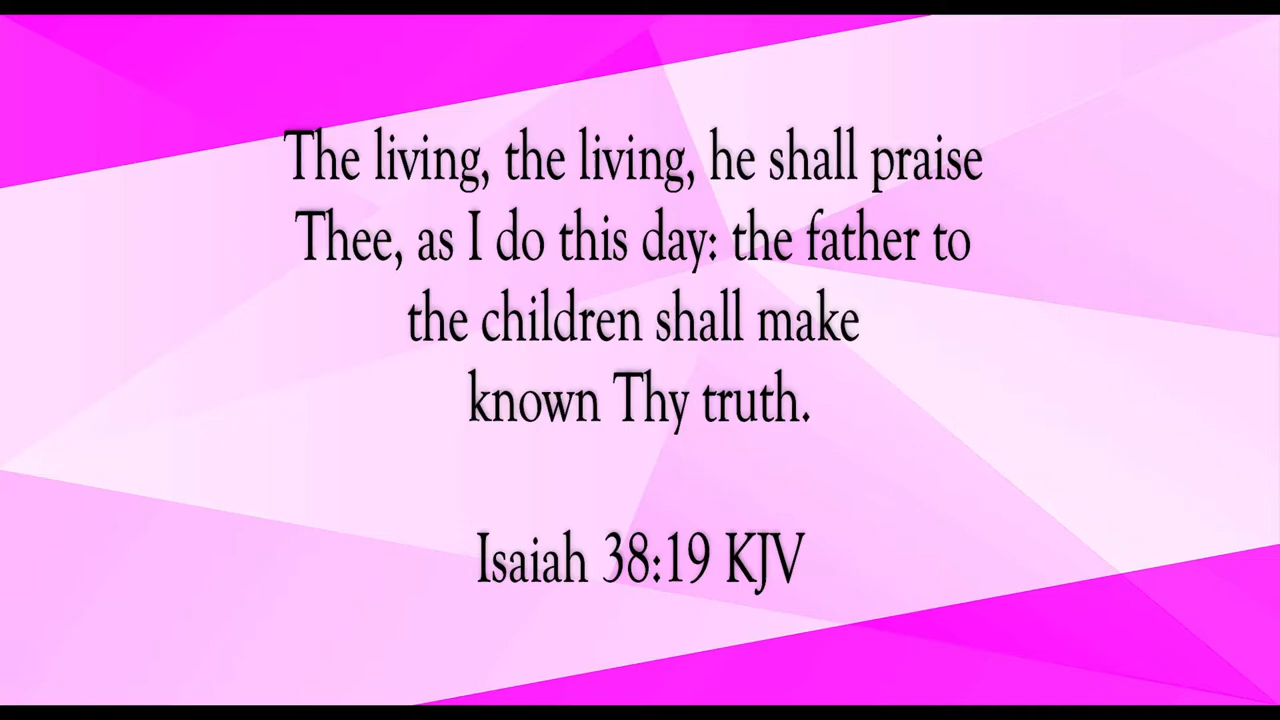 The living, the living, he shall praise
Thee, as I do this day: the father to
the children shall make
known Thy truth.
Isaiah 38:19 KJV